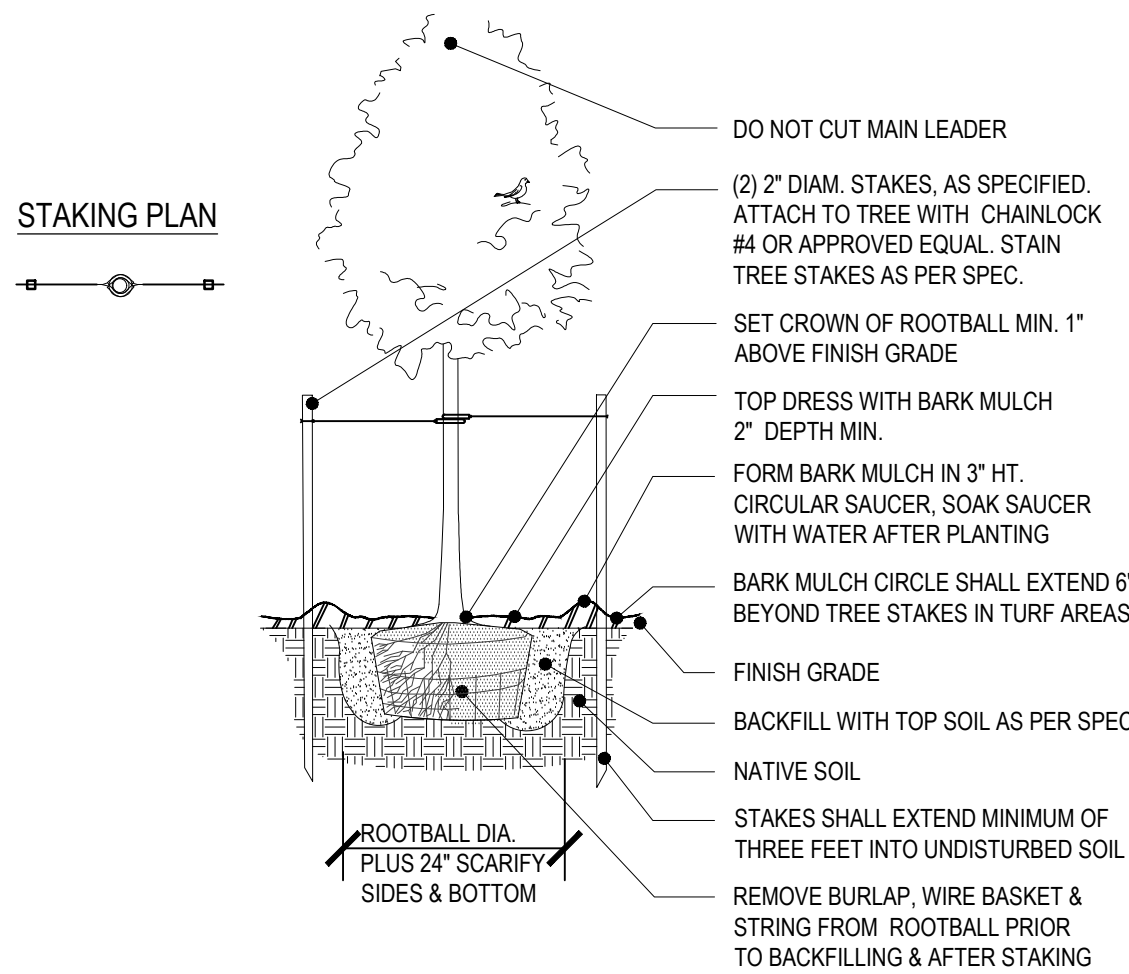 STAKING PLAN
DO NOT CUT MAIN LEADER
(2) 2" DIAM. STAKES, AS SPECIFIED.
ATTACH TO TREE WITH CHAINLOCK
#4 OR APPROVED EQUAL. STAIN
TREE STAKES AS PER SPEC.
SET CROWN OF ROOTBALL MIN. 1"
ABOVE FINISH GRADE
TOP DRESS WITH BARK MULCH
2" DEPTH MIN.
FORM BARK MULCH IN 3" HT.
CIRCULAR SAUCER, SOAK SAUCER
WITH WATER AFTER PLANTING
BARK MULCH CIRCLE SHALL EXTEND 6"
BEYOND TREE STAKES IN TURF AREAS
FINISH GRADE
BACKFILL WITH TOP SOIL AS PER SPEC
NATIVE SOIL
STAKES SHALL EXTEND MINIMUM OF
THREE FEET INTO UNDISTURBED SOIL
REMOVE BURLAP, WIRE BASKET &
STRING FROM ROOTBALL PRIOR
TO BACKFILLING & AFTER STAKING
ROOTBALL DIA.
PLUS 24" SCARIFY
SIDES & BOTTOM